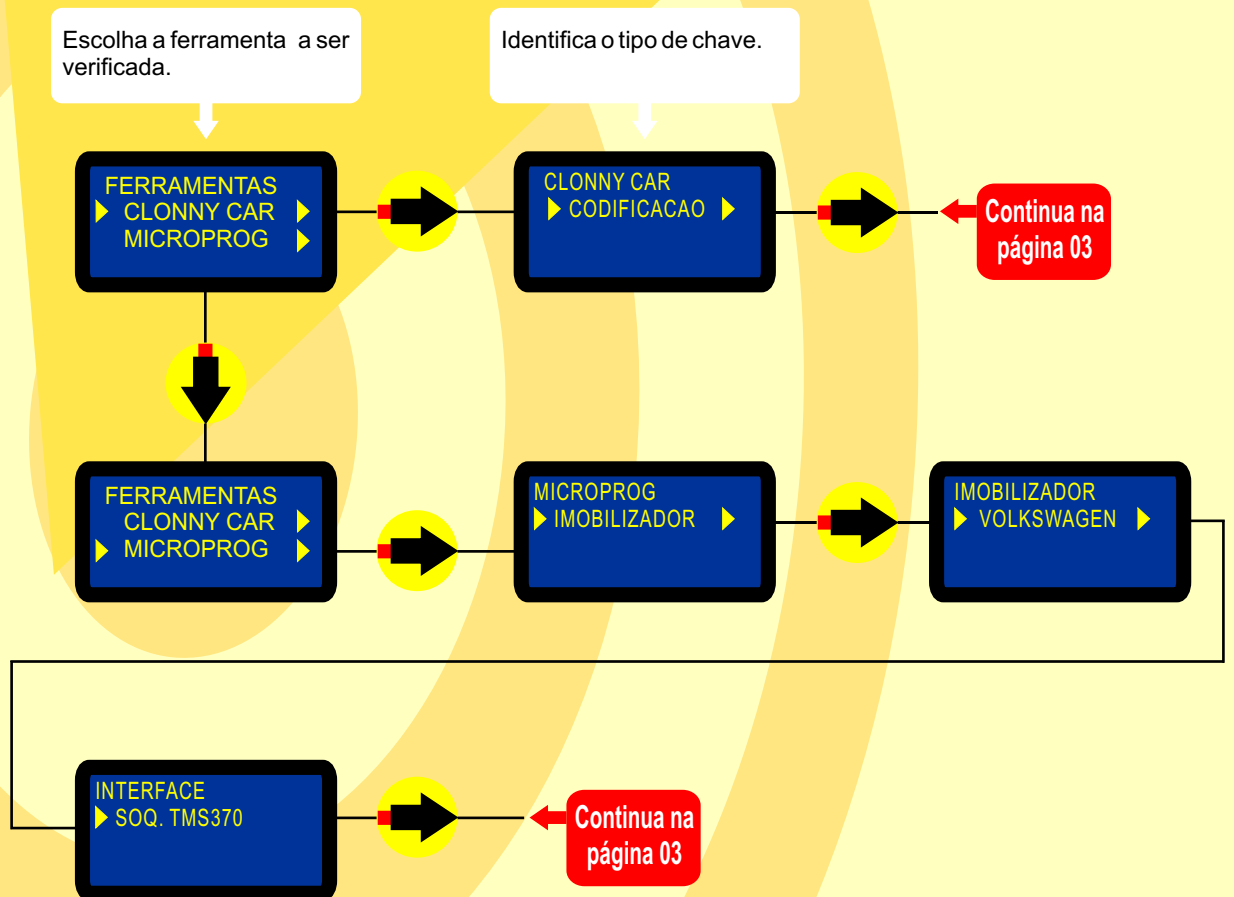 Escolha a ferramenta a ser
verificada.
Identifica o tipo de chave.
FERRAMENTAS
CLONNY CAR
MICROPROG
CLONNY CAR
CODIFICACAO
Continua na
página 03
FERRAMENTAS
CLONNY CAR
MICROPROG
MICROPROG
IMOBILIZADOR
IMOBILIZADOR
VOLKSWAGEN
INTERFACE
SOQ. TMS370
Continua na
página 03